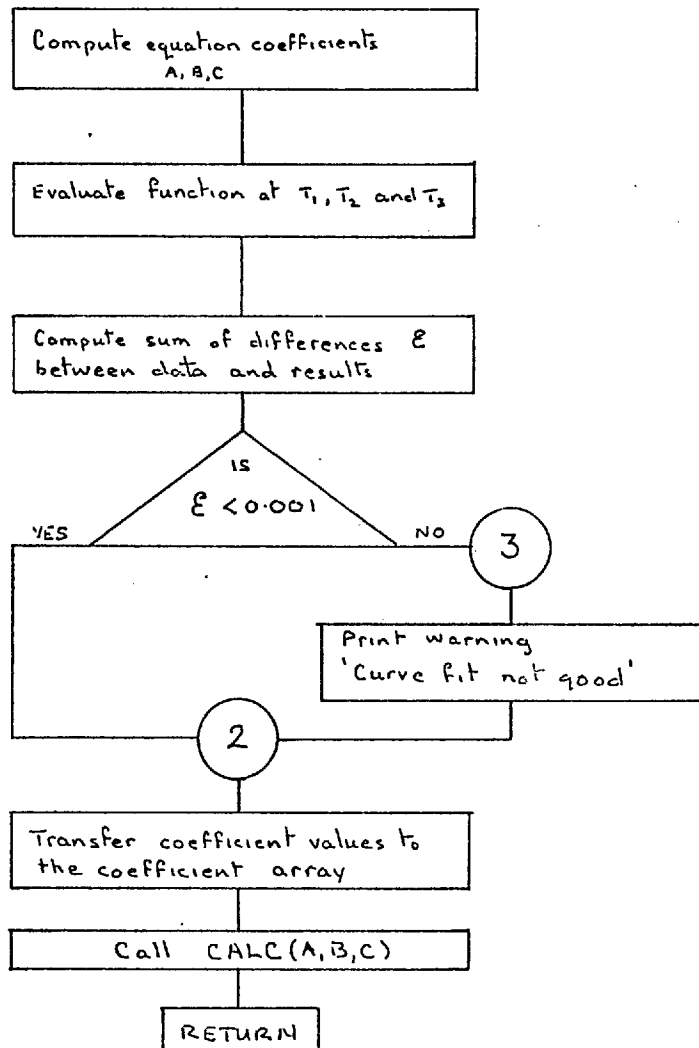 Compute equation coefficients
A, B, C
Evaluate function at T₁, T₂ and T₃
Compute sum of differences ε
between data and results
IS
ε < 0.001
YES
NO
3
Print warning
'Curve fit not good'
2
Transfer coefficient values to
the coefficient array
Call CALC(A,B,C)
RETURN